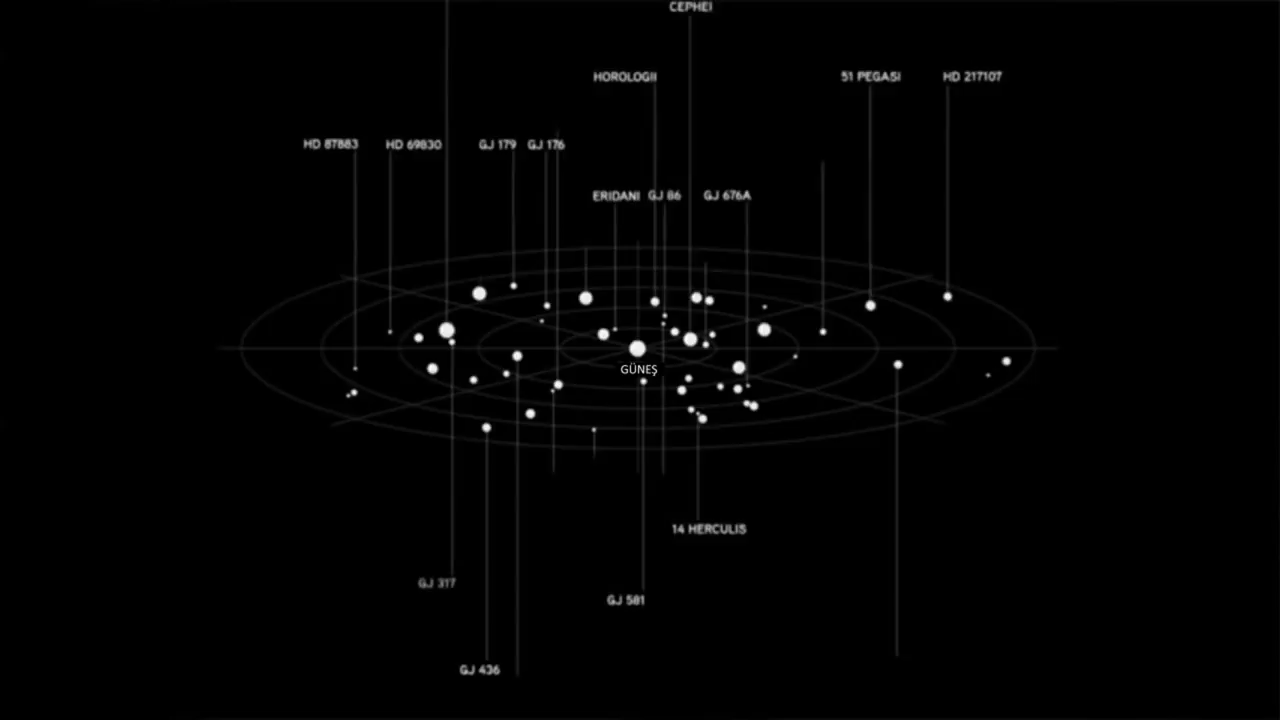 CEPHEI
HOROLOGII
51 PEGASI
HD 217107
HD 87883
HD 69830
GJ 179
GJ 176
ERIDANI
GJ 86
GJ 676A
GÜNEŞ
14 HERCULIS
GJ 317
GJ 581
GJ 436